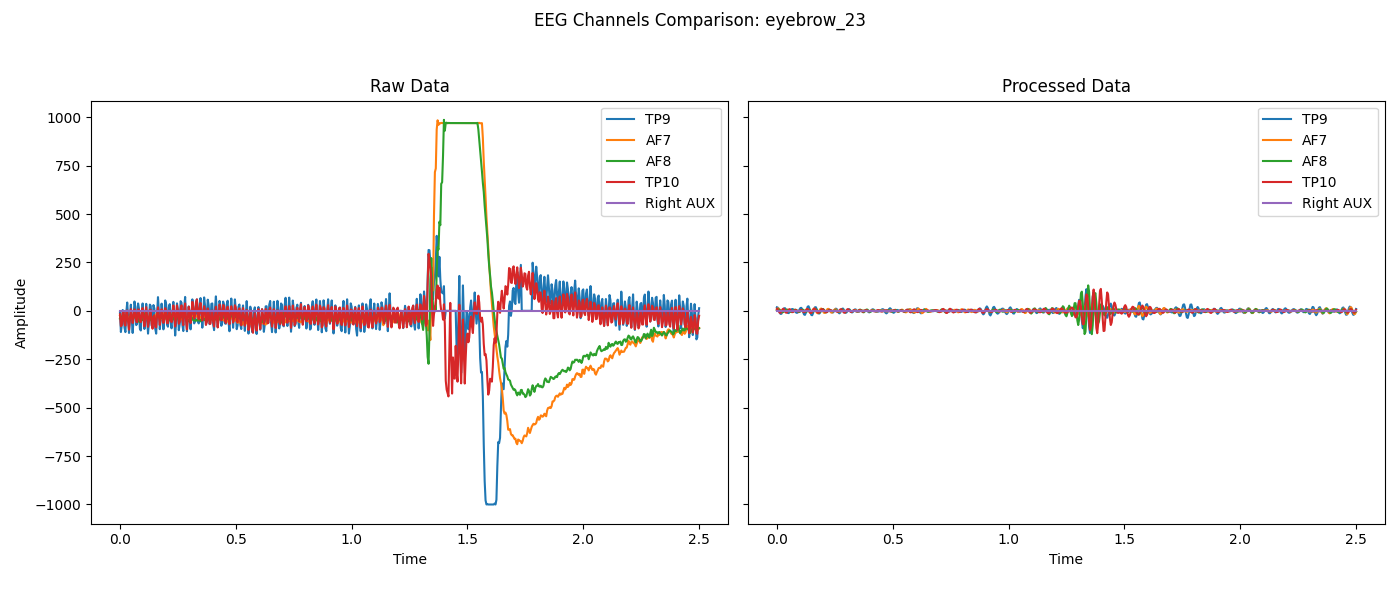 EEG Channels Comparison: eyebrow_23
Raw Data
Processed Data
TP9
AF7
AF8
TP10
Right AUX
TP9
AF7
AF8
TP10
Right AUX
Amplitude
1000
750
500
250
0
−250
−500
−750
−1000
0.0
0.5
1.0
1.5
2.0
2.5
0.0
0.5
1.0
1.5
2.0
2.5
Time
Time